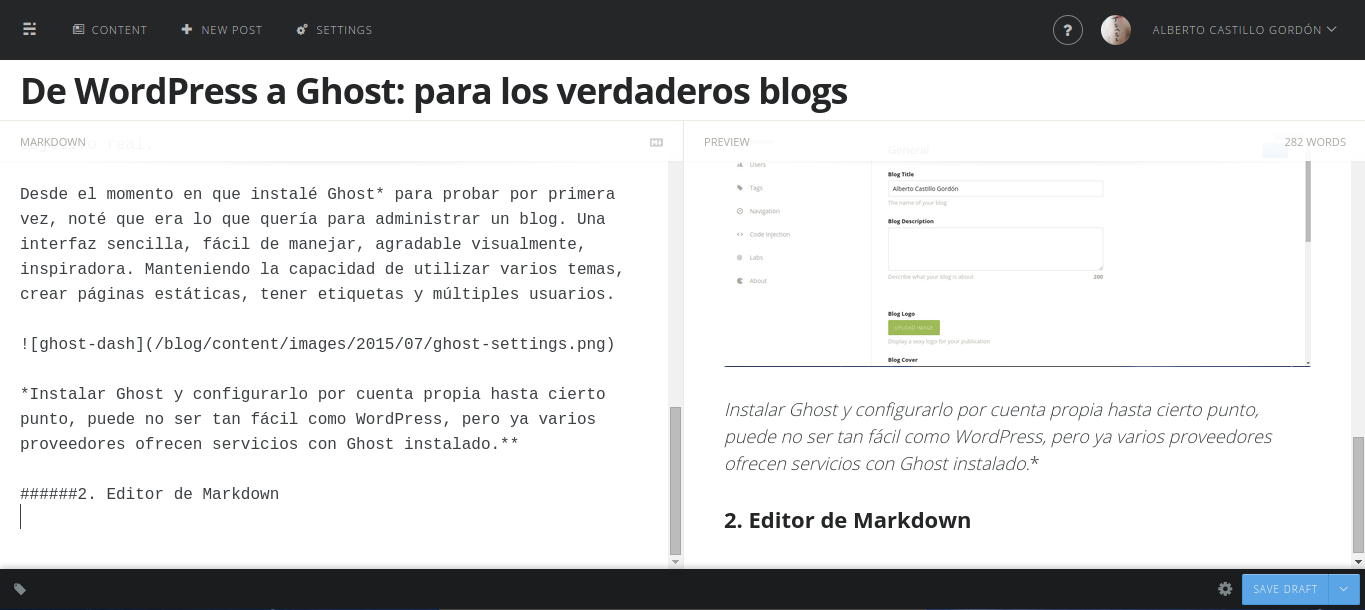 CONTENT NEW POST SETTINGS ? ALBERTO CASTILLO GORDÓN
De WordPress a Ghost: para los verdaderos blogs
MARKDOWN
real.
Desde el momento en que instalé Ghost* para probar por primera
vez, noté que era lo que quería para administrar un blog. Una
interfaz sencilla, fácil de manejar, agradable visualmente,
inspiradora. Manteniendo la capacidad de utilizar varios temas,
crear páginas estáticas, tener etiquetas y múltiples usuarios.
![ghost-dash](/blog/content/images/2015/07/ghost-settings.png)
*Instalar Ghost y configurarlo por cuenta propia hasta cierto
punto, puede no ser tan fácil como WordPress, pero ya varios
proveedores ofrecen servicios con Ghost instalado.**
######2. Editor de Markdown
PREVIEW 282 WORDS
General
Users
Tags
Navigation
Code Injection
Labs
About
Blog Title
Alberto Castillo Gordón
The name of your blog
Blog Description
Describe what your blog is about 200
Blog Logo
UPLOAD IMAGE
Display a sexy logo for your publication
Blog Cover
Instalar Ghost y configurarlo por cuenta propia hasta cierto punto,
puede no ser tan fácil como WordPress, pero ya varios proveedores
ofrecen servicios con Ghost instalado.*
2. Editor de Markdown
SAVE DRAFT